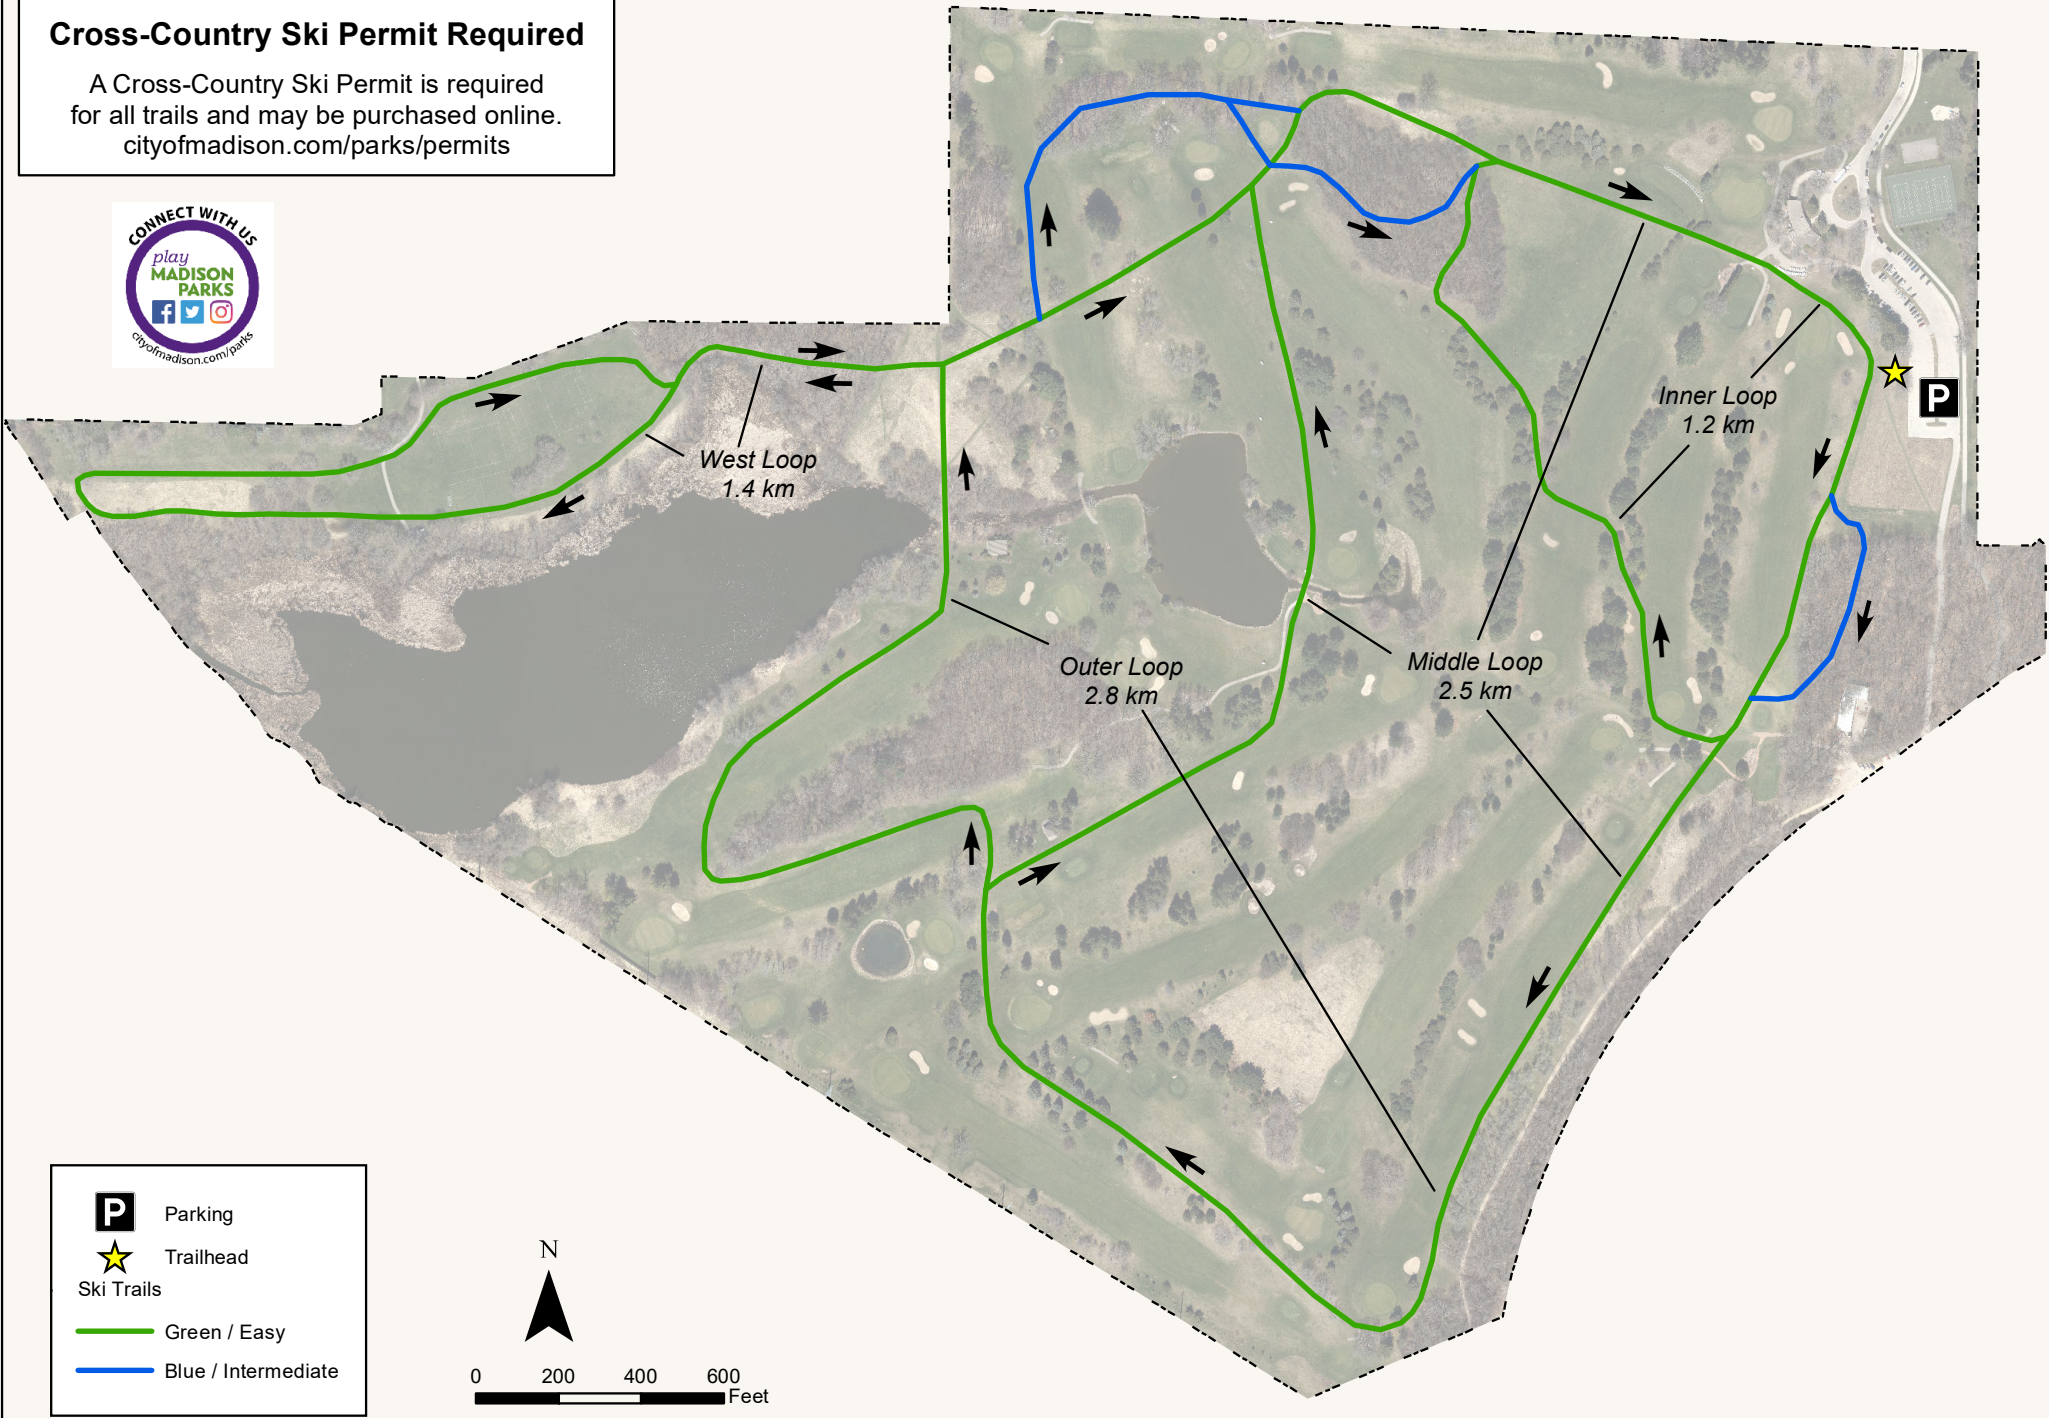 Cross-Country Ski Permit Required
A Cross-Country Ski Permit is required
for all trails and may be purchased online.
cityofmadison.com/parks/permits
CONNECT WITH US
play
MADISON
PARKS
cityofmadison.com/parks
West Loop
1.4 km
Inner Loop
1.2 km
P
Outer Loop
2.8 km
Middle Loop
2.5 km
P Parking
Trailhead
Ski Trails
Green / Easy
Blue / Intermediate
N
0 200 400 600
Feet